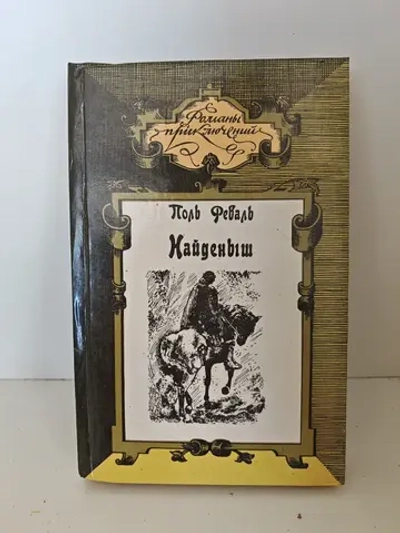 Романы
приключений
Поль Феваль
Найденыш